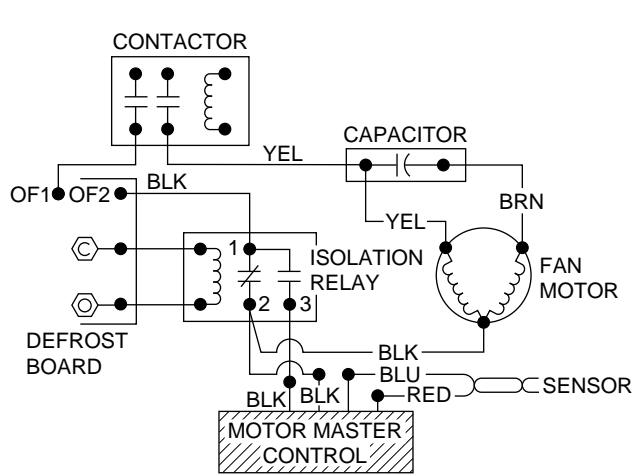 CONTACTOR
CAPACITOR
YEL
BLK
OF1 OF2
BRN
YEL
C
1
ISOLATION
RELAY
FAN
MOTOR
O
2
3
DEFROST
BOARD
BLK
BLU
SENSOR
RED
BLK
BLK
MOTOR MASTER
CONTROL